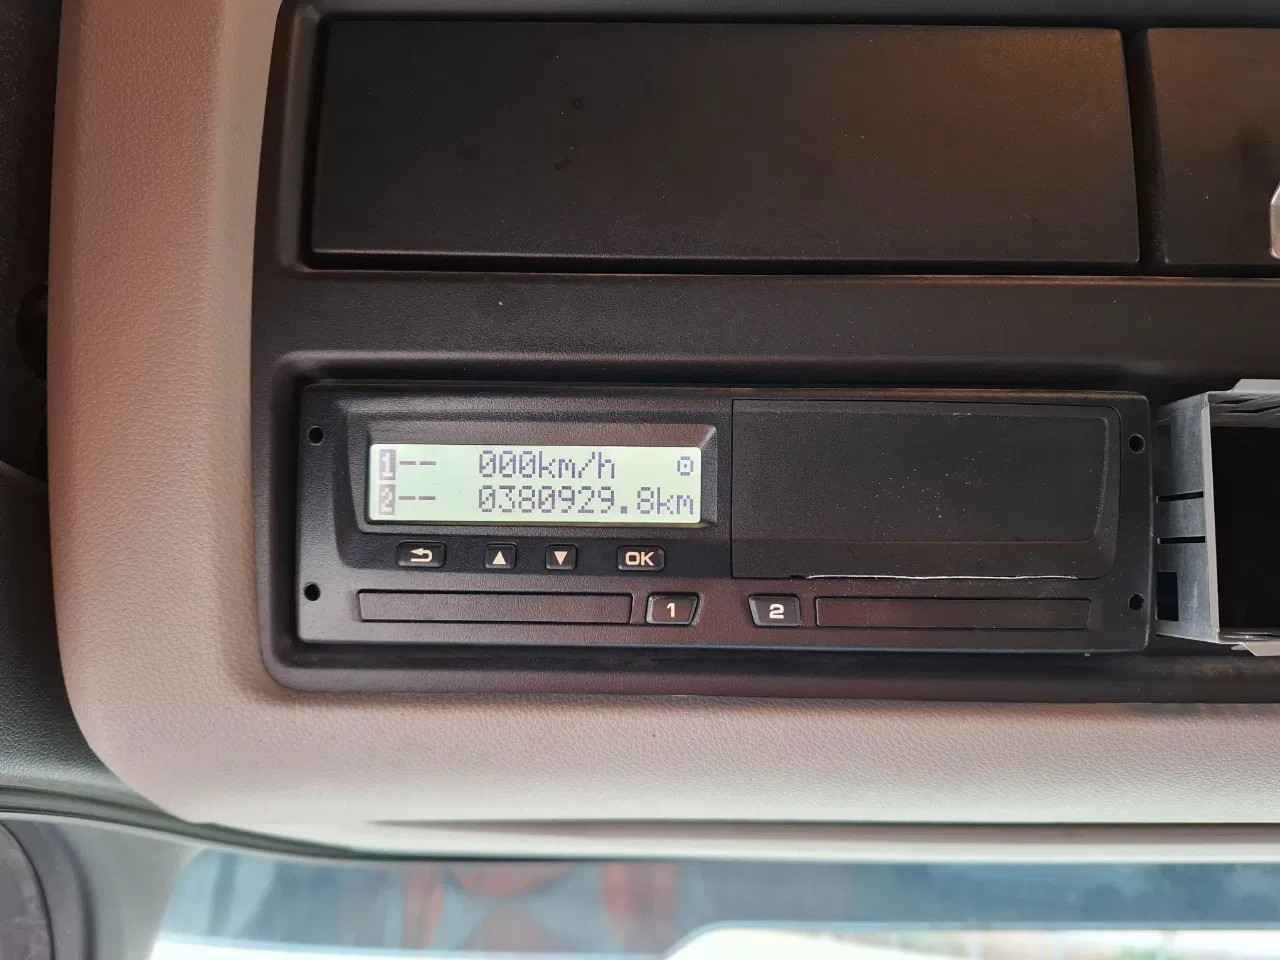 1-- 000km/h
2-- 0380929.8km
▲ ▼ OK
1 2